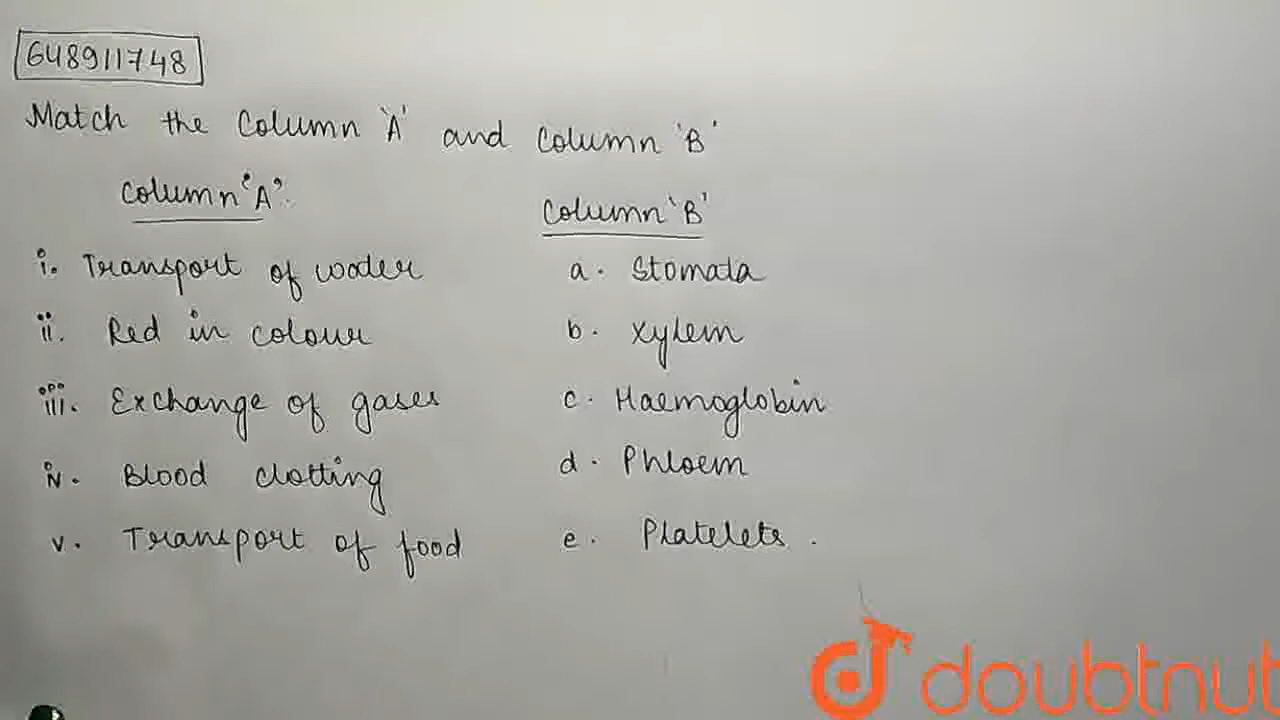 648911748
Match the Column 'A' and Column 'B'
Column 'A'
Column 'B'
i. Transport of water
a. Stomata
ii. Red in colour
b. Xylem
iii. Exchange of gases
c. Haemoglobin
iv. Blood clotting
d. Phloem
v. Transport of food
e. Platelets.
doubtnut